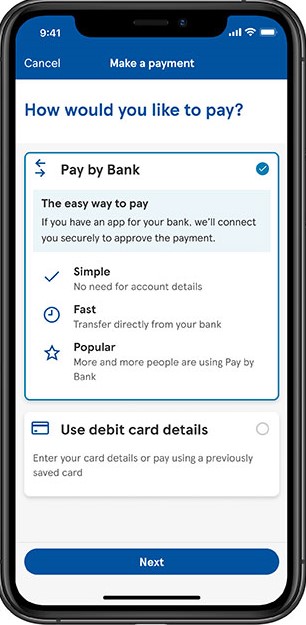 9:41
Cancel
Make a payment
How would you like to pay?
Pay by Bank
The easy way to pay
If you have an app for your bank, we'll connect
you securely to approve the payment.
Simple
No need for account details
Fast
Transfer directly from your bank
Popular
More and more people are using Pay by
Bank
Use debit card details
Enter your card details or pay using a previously
saved card
Next